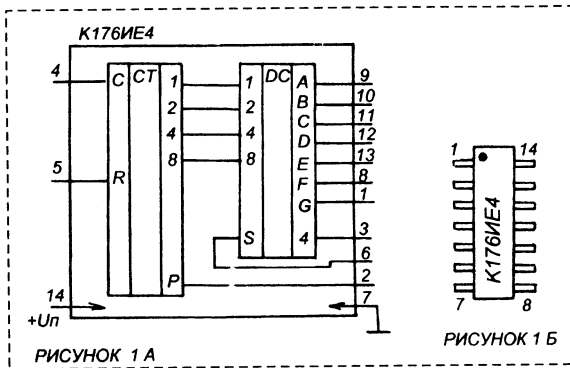 К176ИЕ4
4 C CT 1 1 DC A 9
2 2 B 10
4 4 C 11
8 8 D 12
E 13
5 R F 8
G 1
S 4 3
6
P 2
14 7
+Uп
РИСУНОК 1 А
1 14
К176ИЕ4
7 8
РИСУНОК 1 Б